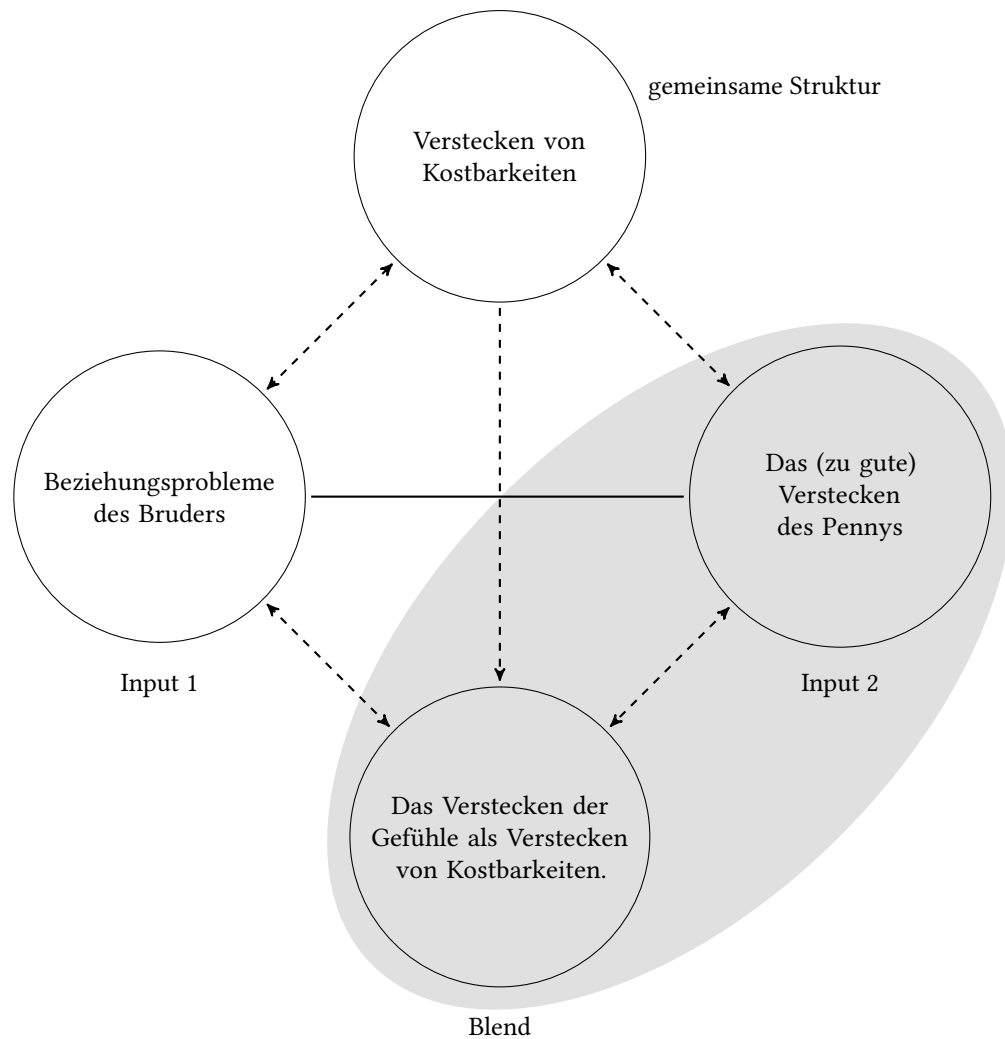 gemeinsame Struktur
Verstecken von
Kostbarkeiten
Beziehungsprobleme
des Bruders
Das (zu gute)
Verstecken
des Pennys
Input 1
Input 2
Das Verstecken der
Gefühle als Verstecken
von Kostbarkeiten.
Blend